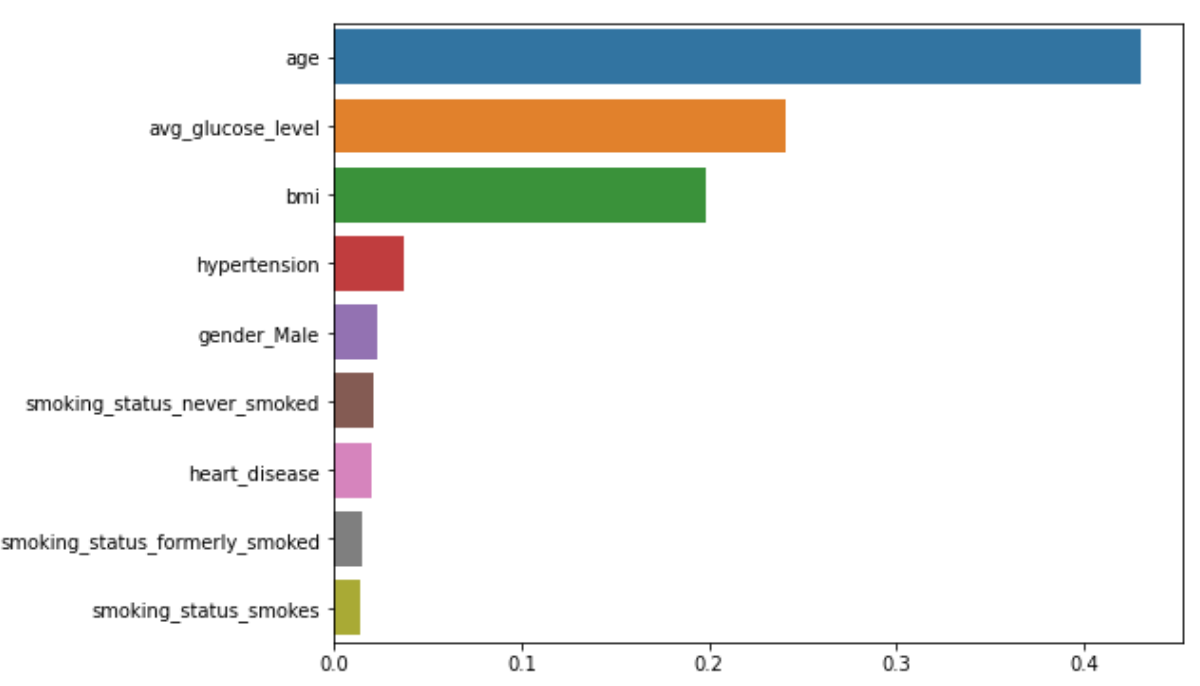 age
avg_glucose_level
bmi
hypertension
gender_Male
smoking_status_never_smoked
heart_disease
smoking_status_formerly_smoked
smoking_status_smokes
0.0 0.1 0.2 0.3 0.4